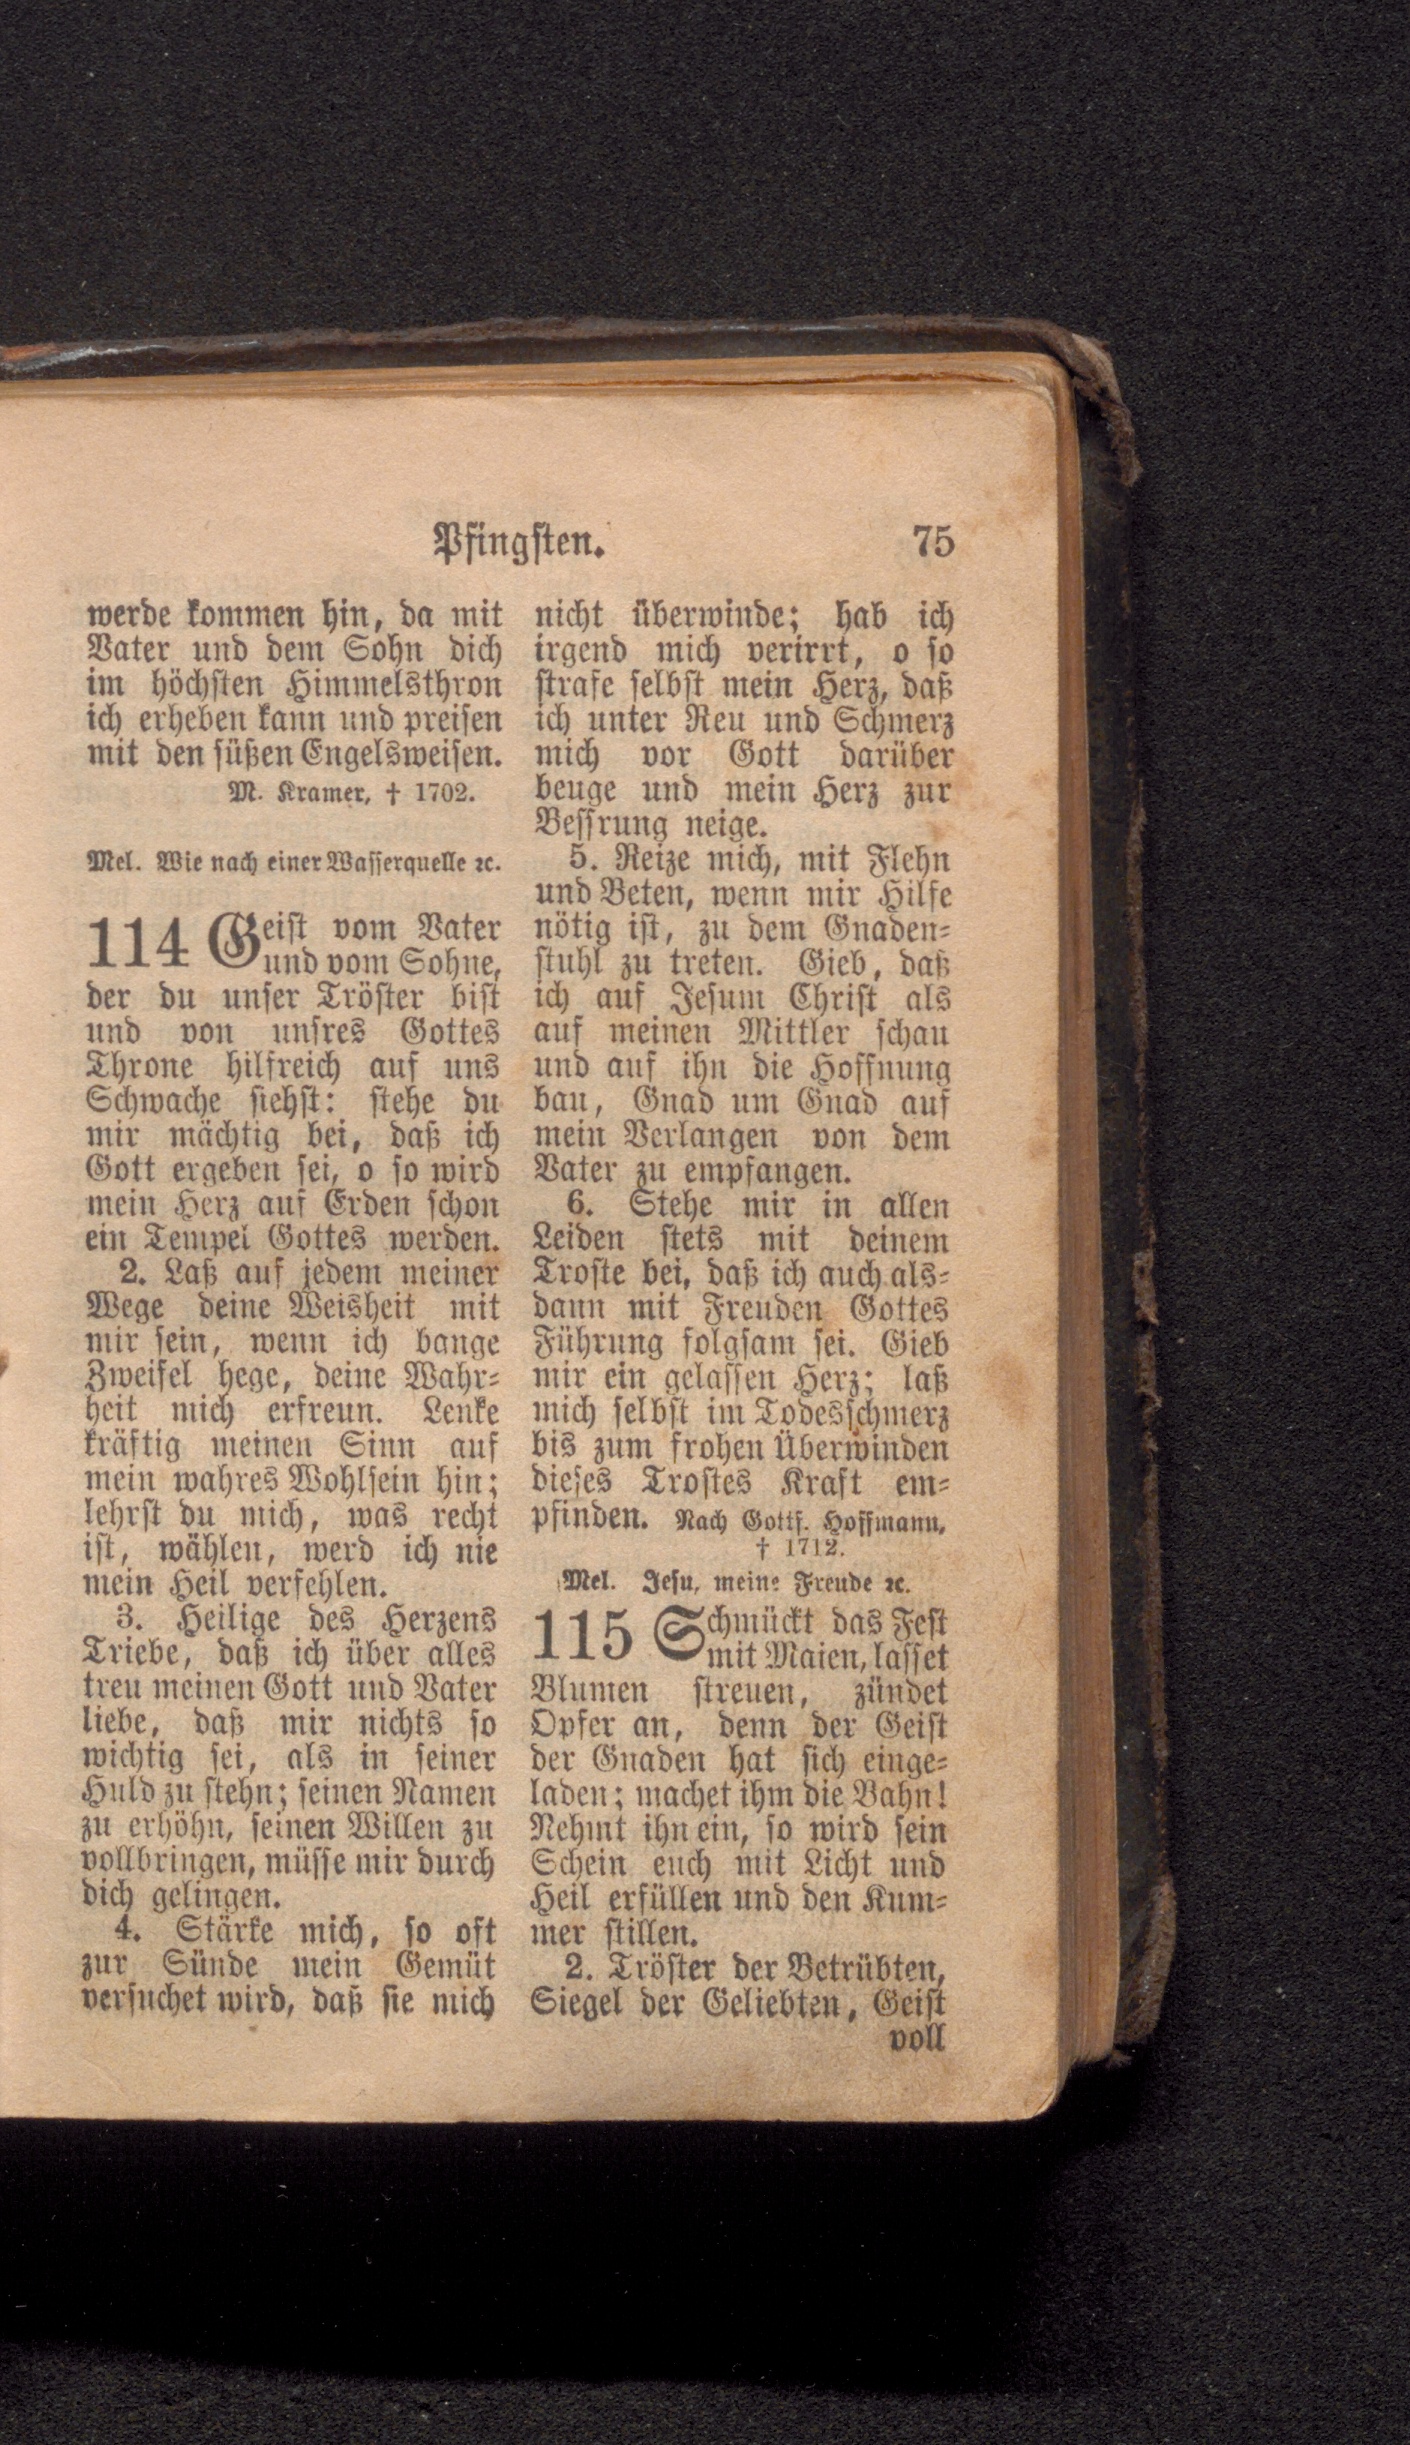 Pfingsten. 75
werde kommen hin, da mit
Vater und dem Sohn dich
im höchsten Himmelsthron
ich erheben kann und preisen
mit den süßen Engelsweisen.
M. Kramer, † 1702.
Mel. Wie nach einer Wasserquelle ꝛc.
114 Geist vom Vater
und vom Sohne,
der du unser Tröster bist
und von unsres Gottes
Throne hilfreich auf uns
Schwache siehst: stehe du
mir mächtig bei, daß ich
Gott ergeben sei, o so wird
mein Herz auf Erden schon
ein Tempel Gottes werden.
2. Laß auf jedem meiner
Wege deine Weisheit mit
mir sein, wenn ich bange
Zweifel hege, deine Wahr-
heit mich erfreun. Lenke
kräftig meinen Sinn auf
mein wahres Wohlsein hin;
lehrst du mich, was recht
ist, wählen, werd ich nie
mein Heil verfehlen.
3. Heilige des Herzens
Triebe, daß ich über alles
treu meinen Gott und Vater
liebe, daß mir nichts so
wichtig sei, als in seiner
Huld zu stehn; seinen Namen
zu erhöhn, seinen Willen zu
vollbringen, müsse mir durch
dich gelingen.
4. Stärke mich, so oft
zur Sünde mein Gemüt
versuchet wird, daß sie mich
nicht überwinde; hab ich
irgend mich verirrt, o so
strafe selbst mein Herz, daß
ich unter Reu und Schmerz
mich vor Gott darüber
beuge und mein Herz zur
Bessrung neige.
5. Reize mich, mit Flehn
und Beten, wenn mir Hilfe
nötig ist, zu dem Gnaden-
stuhl zu treten. Gieb, daß
ich auf Jesum Christ als
auf meinen Mittler schau
und auf ihn die Hoffnung
bau, Gnad um Gnad auf
mein Verlangen von dem
Vater zu empfangen.
6. Stehe mir in allen
Leiden stets mit deinem
Troste bei, daß ich auch als-
dann mit Freuden Gottes
Führung folgsam sei. Gieb
mir ein gelassen Herz; laß
mich selbst im Todesschmerz
bis zum frohen Überwinden
dieses Trostes Kraft em-
pfinden. Nach Gottf. Hoffmann,
† 1712.
Mel. Jesu, meine Freude ꝛc.
115 Schmückt das Fest
mit Maien, lasset
Blumen streuen, zündet
Opfer an, denn der Geist
der Gnaden hat sich einge-
laden; machet ihm die Bahn!
Nehmt ihn ein, so wird sein
Schein euch mit Licht und
Heil erfüllen und den Kum-
mer stillen.
2. Tröster der Betrübten,
Siegel der Geliebten, Geist
voll